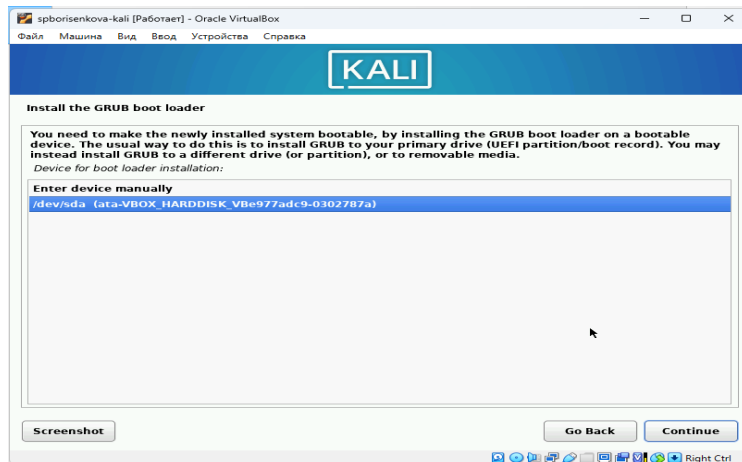 spborisenkova-kali [Работает] - Oracle VirtualBox
Файл Машина Вид Ввод Устройства Справка
KALI
Install the GRUB boot loader
You need to make the newly installed system bootable, by installing the GRUB boot loader on a bootable
device. The usual way to do this is to install GRUB to your primary drive (UEFI partition/boot record). You may
instead install GRUB to a different drive (or partition), or to removable media.
Device for boot loader installation:
Enter device manually
/dev/sda (ata-VBOX_HARDDISK_VBe977adc9-0302787a)
Screenshot
Go Back
Continue
Right Ctrl